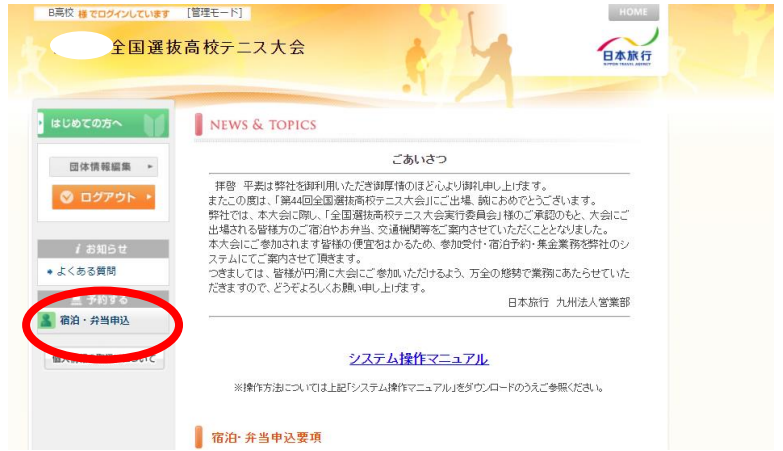 B高校 様 でログインしています [管理モード]
HOME
全国選抜高校テニス大会
日本旅行
NIPPON TRAVEL AGENCY
はじめての方へ
団体情報編集
ログアウト
お知らせ
よくある質問
予約する
宿泊・弁当申込
NEWS & TOPICS
ごあいさつ
拝啓 平素は弊社を御利用いただき御厚情のほど心より御礼申し上げます。
またこの度は、「第44回全国選抜高校テニス大会」にご出場、誠におめでとうございます。
弊社では、本大会に際し、「全国選抜高校テニス大会実行委員会」様のご承認のもと、大会にご
出場される皆様方のご宿泊やお弁当、交通機関等をご案内させていただくこととなりました。
本大会にご参加されます皆様の便宜をはかるため、参加受付・宿泊予約・集金業務を弊社のシ
ステムにてご案内させて頂きます。
つきましては、皆様が円滑に大会にご参加いただけるよう、万全の態勢で業務にあたらせていた
だきますので、どうぞよろしくお願い申し上げます。
日本旅行 九州法人営業部
システム操作マニュアル
※操作方法については上記「システム操作マニュアル」をダウンロードのうえご参照ください。
宿泊・弁当申込要項